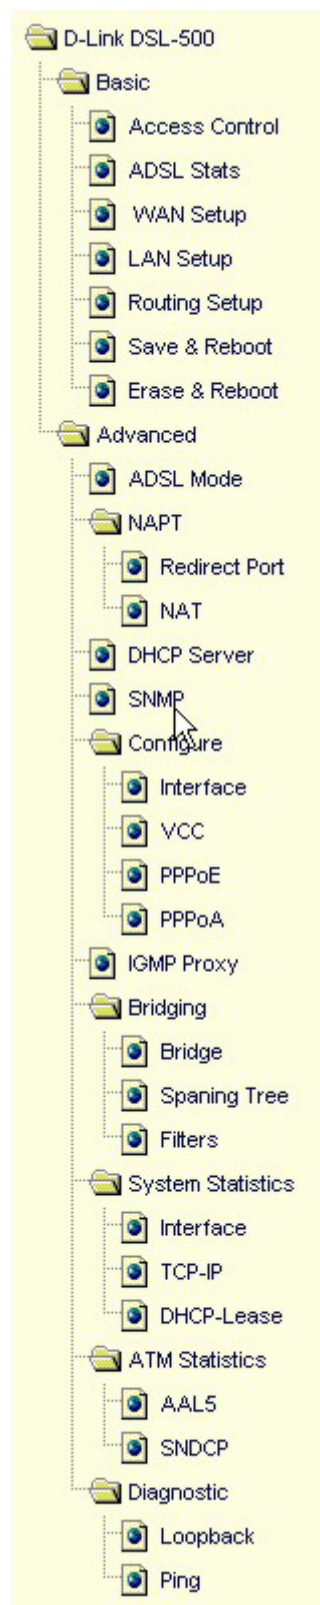 D-Link DSL-500
Basic
Access Control
ADSL Stats
WAN Setup
LAN Setup
Routing Setup
Save & Reboot
Erase & Reboot
Advanced
ADSL Mode
NAPT
Redirect Port
NAT
DHCP Server
SNMP
Configure
Interface
VCC
PPPoE
PPPoA
IGMP Proxy
Bridging
Bridge
Spaning Tree
Filters
System Statistics
Interface
TCP-IP
DHCP-Lease
ATM Statistics
AAL5
SNDCP
Diagnostic
Loopback
Ping